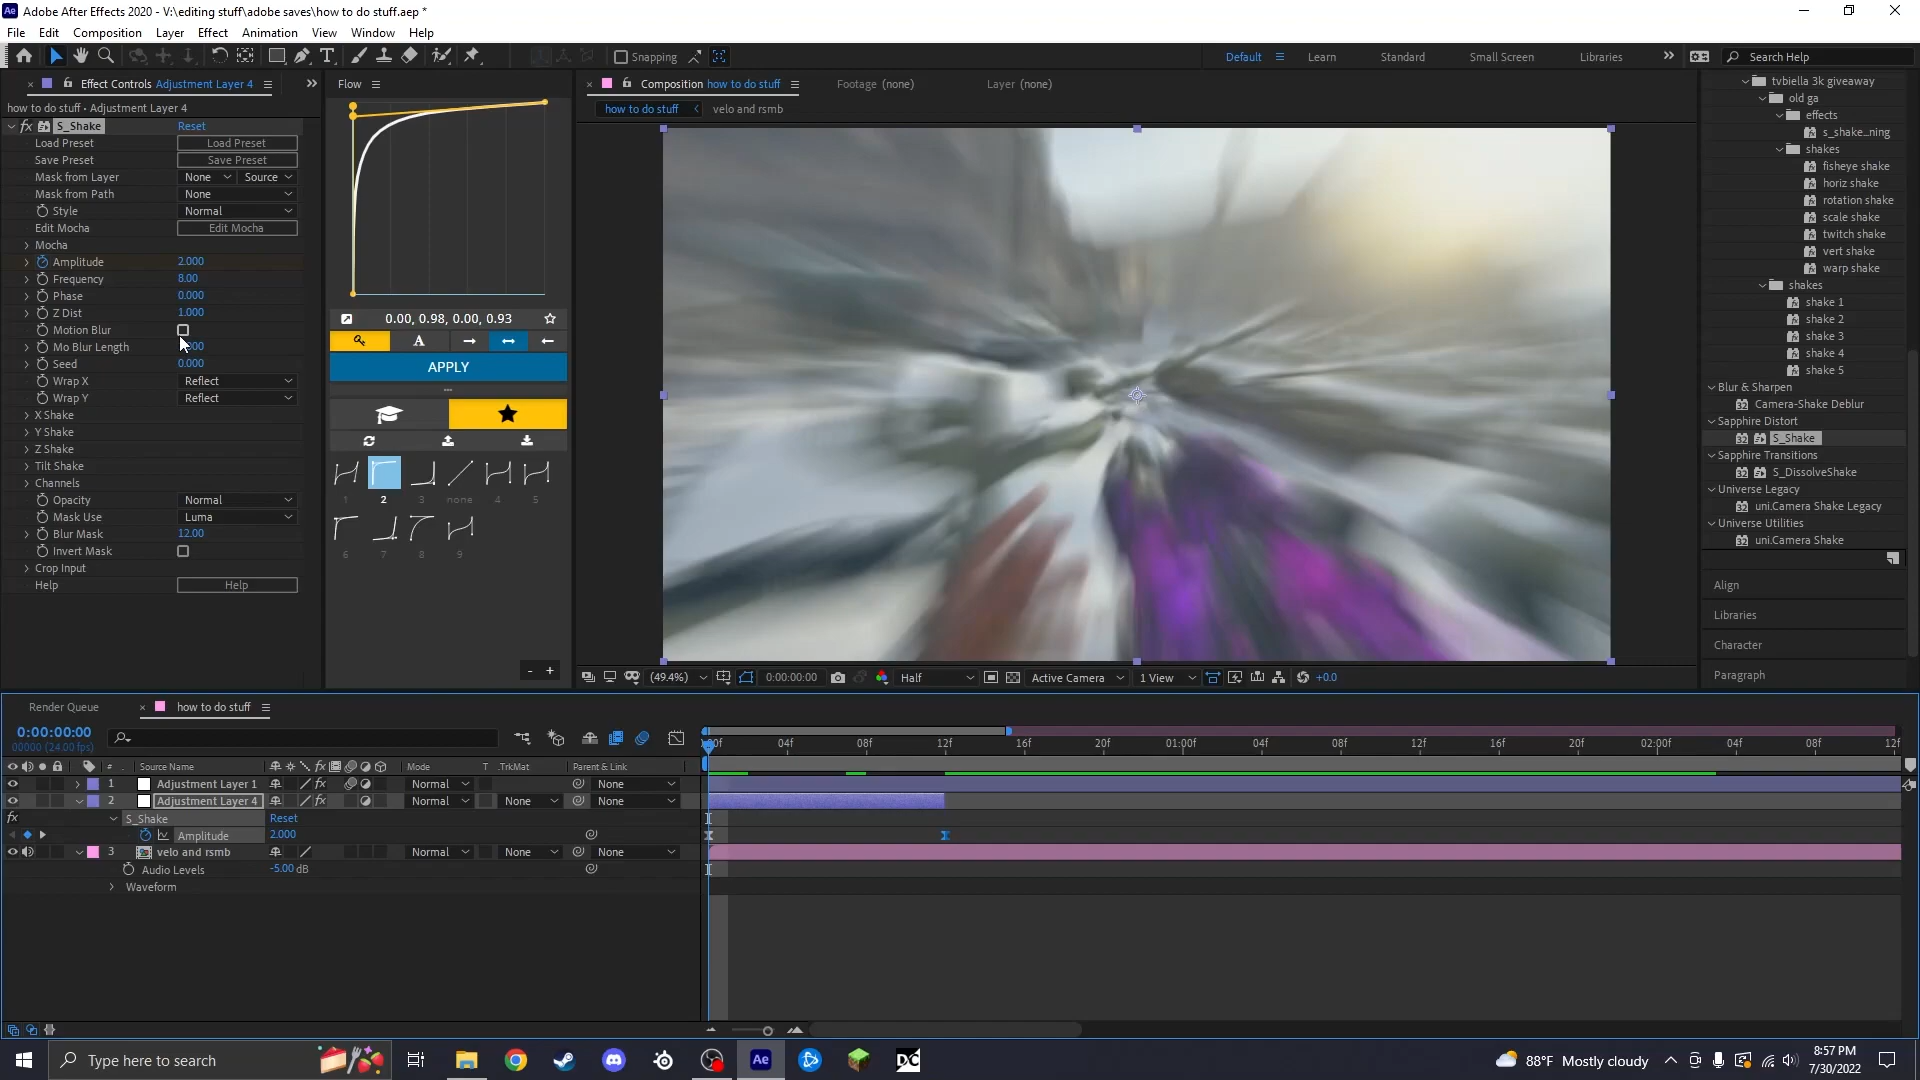 Adobe After Effects 2020 - V:\editing stuff\adobe saves\how to do stuff.aep *
File Edit Composition Layer Effect Animation View Window Help
Snapping
Default Learn Standard Small Screen Libraries Search Help
Effect Controls Adjustment Layer 4
how to do stuff • Adjustment Layer 4
fx S_Shake Reset
Load Preset Load Preset
Save Preset Save Preset
Mask from Layer None Source
Mask from Path None
Style Normal
Edit Mocha Edit Mocha
Mocha
Amplitude 2.000
Frequency 8.00
Phase 0.000
Z Dist 1.000
Motion Blur
Mo Blur Length
Seed 0.000
Wrap X Reflect
Wrap Y Reflect
X Shake
Y Shake
Z Shake
Tilt Shake
Channels
Opacity Normal
Mask Use Luma
Blur Mask 12.00
Invert Mask
Crop Input
Help Help
Flow
0.00, 0.98, 0.00, 0.93
A
APPLY
1 2 3 none 4 5
6 7 8 9
- +
Composition how to do stuff Footage (none) Layer (none)
how to do stuff velo and rsmb
(49.4%) 0:00:00:00 Half Active Camera 1 View +0.0
tvbiella 3k giveaway
old ga
effects
s_shake...ning
shakes
fisheye shake
horiz shake
rotation shake
scale shake
twitch shake
vert shake
warp shake
shakes
shake 1
shake 2
shake 3
shake 4
shake 5
Blur & Sharpen
32 Camera-Shake Deblur
Sapphire Distort
32 S_Shake
Sapphire Transitions
32 S_DissolveShake
Universe Legacy
32 uni.Camera Shake Legacy
Universe Utilities
32 uni.Camera Shake
Align
Libraries
Character
Paragraph
Render Queue how to do stuff
0:00:00:00
00000 (24.00 fps)
04f 08f 12f 16f 20f 01:00f 04f 08f 12f 16f 20f 02:00f 04f 08f 12f
# Source Name fx Mode T .TrkMat Parent & Link
1 Adjustment Layer 1 fx Normal None
2 Adjustment Layer 4 fx Normal None None
fx S_Shake Reset
Amplitude 2.000
3 velo and rsmb Normal None None
Audio Levels -5.00 dB
Waveform
Type here to search Ae DC 88°F Mostly cloudy 8:57 PM
7/30/2022